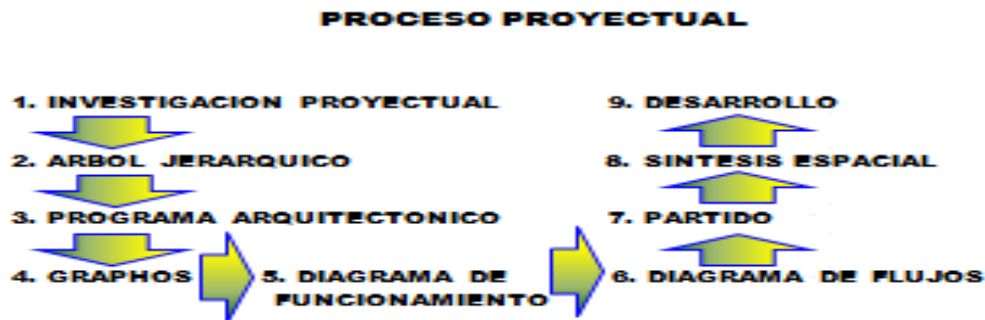 PROCESO PROYECTUAL
1. INVESTIGACION PROYECTUAL
2. ARBOL JERARQUICO
3. PROGRAMA ARQUITECTONICO
4. GRAPHOS
5. DIAGRAMA DE
FUNCIONAMIENTO
6. DIAGRAMA DE FLUJOS
7. PARTIDO
8. SINTESIS ESPACIAL
9. DESARROLLO